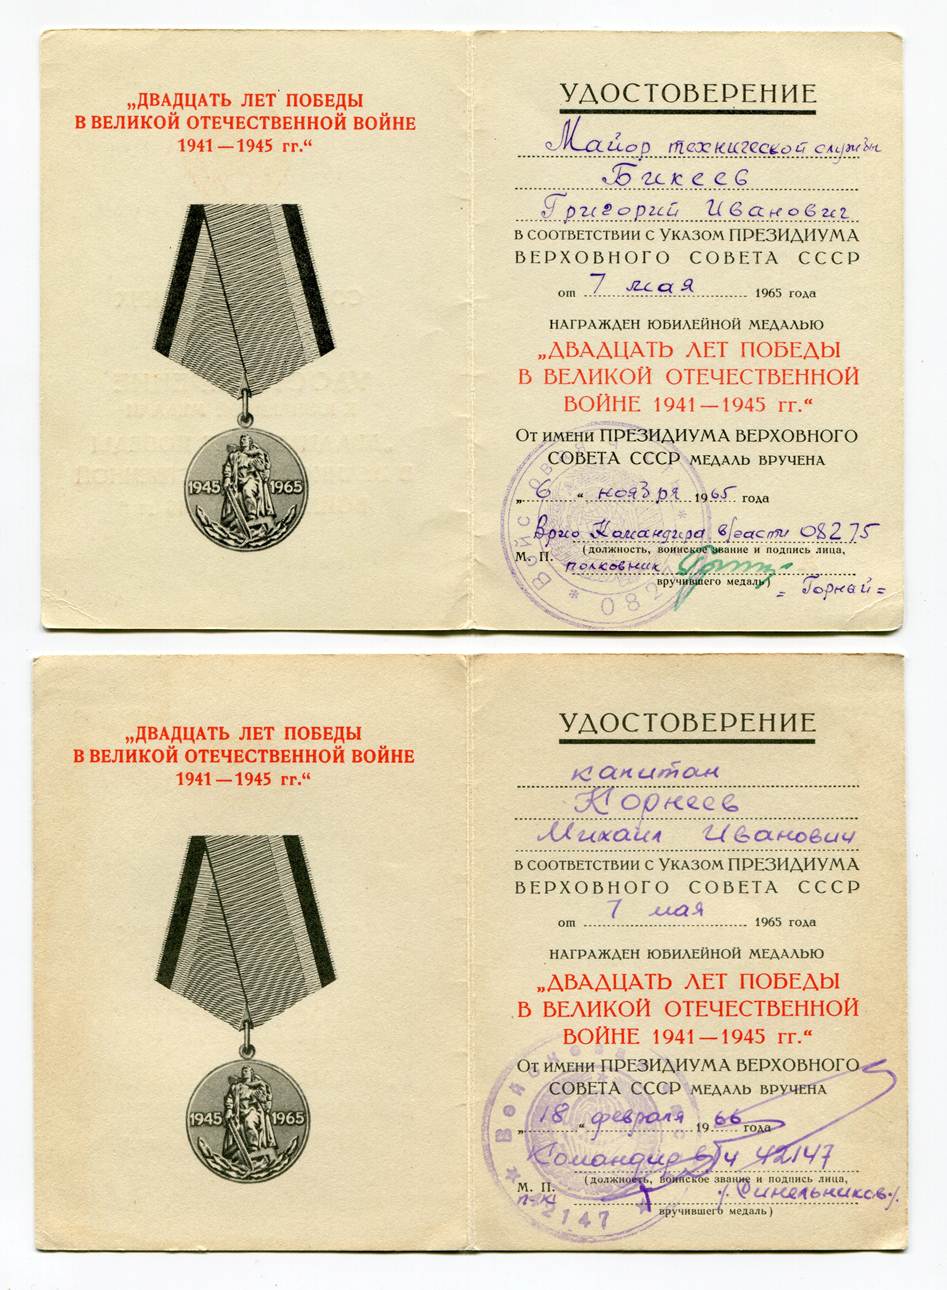 „ДВАДЦАТЬ ЛЕТ ПОБЕДЫ
В ВЕЛИКОЙ ОТЕЧЕСТВЕННОЙ ВОЙНЕ
1941 — 1945 гг.“
1945 1965
УДОСТОВЕРЕНИЕ
Майор технической службы
Бикеев
Григорий Иванович
В СООТВЕТСТВИИ С УКАЗОМ ПРЕЗИДИУМА
ВЕРХОВНОГО СОВЕТА СССР
от 7 мая 1965 года
НАГРАЖДЕН ЮБИЛЕЙНОЙ МЕДАЛЬЮ
„ДВАДЦАТЬ ЛЕТ ПОБЕДЫ
В ВЕЛИКОЙ ОТЕЧЕСТВЕННОЙ
ВОЙНЕ 1941 — 1945 гг.“
ОТ ИМЕНИ ПРЕЗИДИУМА ВЕРХОВНОГО
СОВЕТА СССР МЕДАЛЬ ВРУЧЕНА
„6“ ноября 1965 года
Врио Командира в/части 08275
(должность, воинское звание и подпись лица,
М. П. полковник
вручившего медаль)
= Горный =
„ДВАДЦАТЬ ЛЕТ ПОБЕДЫ
В ВЕЛИКОЙ ОТЕЧЕСТВЕННОЙ ВОЙНЕ
1941 — 1945 гг.“
1945 1965
УДОСТОВЕРЕНИЕ
капитан
Корнеев
Михаил Иванович
В СООТВЕТСТВИИ С УКАЗОМ ПРЕЗИДИУМА
ВЕРХОВНОГО СОВЕТА СССР
от 7 мая 1965 года
НАГРАЖДЕН ЮБИЛЕЙНОЙ МЕДАЛЬЮ
„ДВАДЦАТЬ ЛЕТ ПОБЕДЫ
В ВЕЛИКОЙ ОТЕЧЕСТВЕННОЙ
ВОЙНЕ 1941 — 1945 гг.“
ОТ ИМЕНИ ПРЕЗИДИУМА ВЕРХОВНОГО
СОВЕТА СССР МЕДАЛЬ ВРУЧЕНА
„18“ февраля 1966 года
Командир в/ч 42147
(должность, воинское звание и подпись лица,
М. П.
п-к /.Синельников./
вручившего медаль)